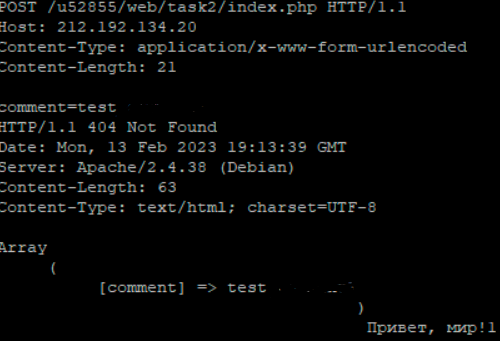 POST /u52855/web/task2/index.php HTTP/1.1
Host: 212.192.134.20
Content-Type: application/x-www-form-urlencoded
Content-Length: 21

comment=test
HTTP/1.1 404 Not Found
Date: Mon, 13 Feb 2023 19:13:39 GMT
Server: Apache/2.4.38 (Debian)
Content-Length: 63
Content-Type: text/html; charset=UTF-8

Array
(
[comment] => test
)
Привет, мир!1